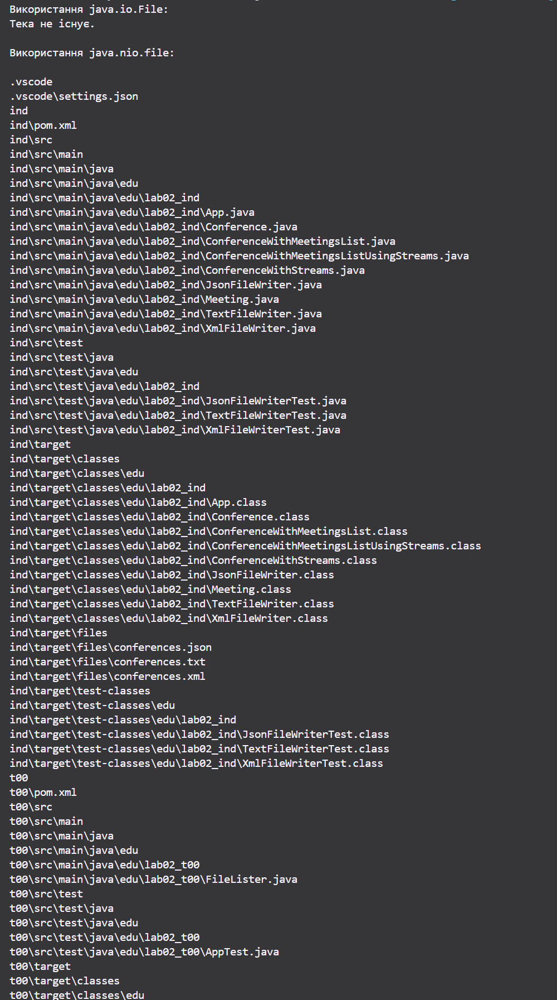 Використання java.io.File:
Тека не існує.
Використання java.nio.file:
.vscode
.vscode\settings.json
ind
ind\pom.xml
ind\src
ind\src\main
ind\src\main\java
ind\src\main\java\edu
ind\src\main\java\edu\lab02_ind
ind\src\main\java\edu\lab02_ind\App.java
ind\src\main\java\edu\lab02_ind\Conference.java
ind\src\main\java\edu\lab02_ind\ConferenceWithMeetingsList.java
ind\src\main\java\edu\lab02_ind\ConferenceWithMeetingsListUsingStreams.java
ind\src\main\java\edu\lab02_ind\ConferenceWithStreams.java
ind\src\main\java\edu\lab02_ind\JsonFileWriter.java
ind\src\main\java\edu\lab02_ind\Meeting.java
ind\src\main\java\edu\lab02_ind\TextFileWriter.java
ind\src\main\java\edu\lab02_ind\XmlFileWriter.java
ind\src\test
ind\src\test\java
ind\src\test\java\edu
ind\src\test\java\edu\lab02_ind
ind\src\test\java\edu\lab02_ind\JsonFileWriterTest.java
ind\src\test\java\edu\lab02_ind\TextFileWriterTest.java
ind\src\test\java\edu\lab02_ind\XmlFileWriterTest.java
ind\target
ind\target\classes
ind\target\classes\edu
ind\target\classes\edu\lab02_ind
ind\target\classes\edu\lab02_ind\App.class
ind\target\classes\edu\lab02_ind\Conference.class
ind\target\classes\edu\lab02_ind\ConferenceWithMeetingsList.class
ind\target\classes\edu\lab02_ind\ConferenceWithMeetingsListUsingStreams.class
ind\target\classes\edu\lab02_ind\ConferenceWithStreams.class
ind\target\classes\edu\lab02_ind\JsonFileWriter.class
ind\target\classes\edu\lab02_ind\Meeting.class
ind\target\classes\edu\lab02_ind\TextFileWriter.class
ind\target\classes\edu\lab02_ind\XmlFileWriter.class
ind\target\files
ind\target\files\conferences.json
ind\target\files\conferences.txt
ind\target\files\conferences.xml
ind\target\test-classes
ind\target\test-classes\edu
ind\target\test-classes\edu\lab02_ind
ind\target\test-classes\edu\lab02_ind\JsonFileWriterTest.class
ind\target\test-classes\edu\lab02_ind\TextFileWriterTest.class
ind\target\test-classes\edu\lab02_ind\XmlFileWriterTest.class
t00
t00\pom.xml
t00\src
t00\src\main
t00\src\main\java
t00\src\main\java\edu
t00\src\main\java\edu\lab02_t00
t00\src\main\java\edu\lab02_t00\FileLister.java
t00\src\test
t00\src\test\java
t00\src\test\java\edu
t00\src\test\java\edu\lab02_t00
t00\src\test\java\edu\lab02_t00\AppTest.java
t00\target
t00\target\classes
t00\target\classes\edu